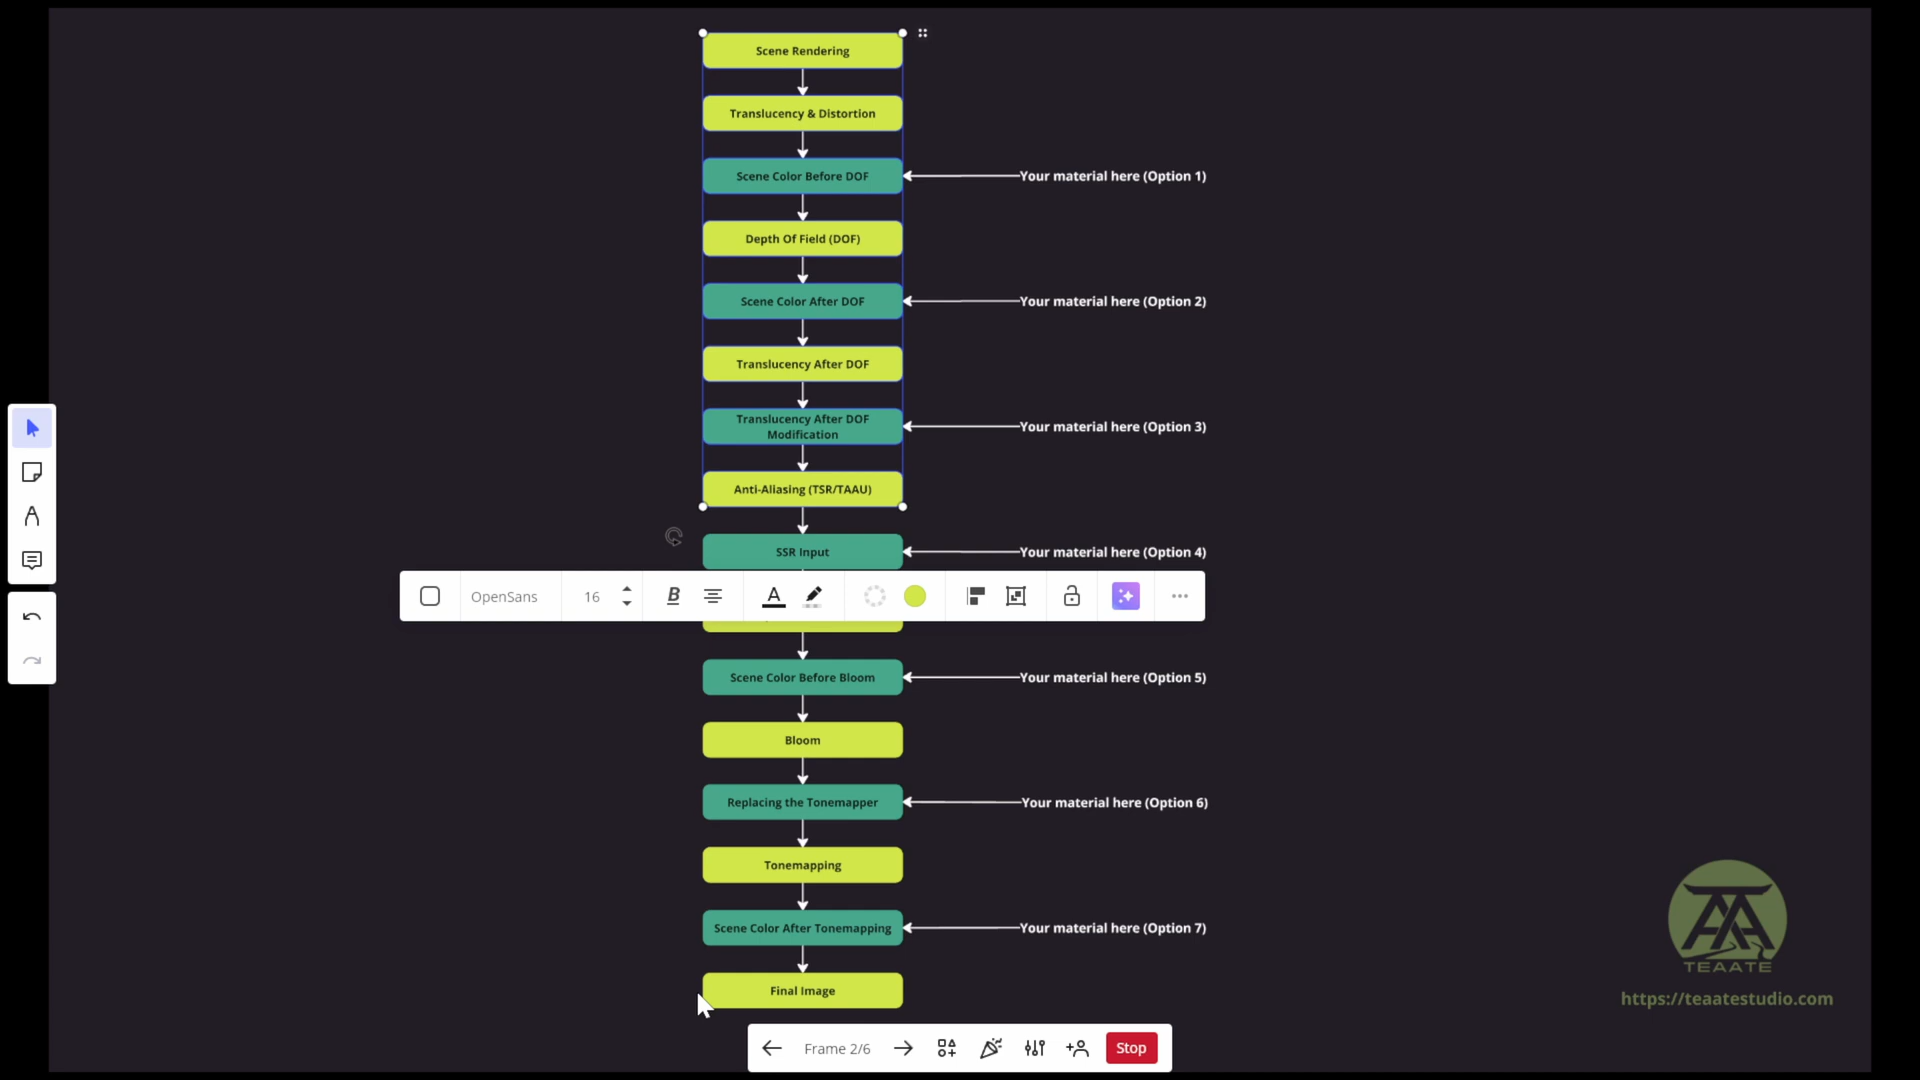 Scene Rendering
Translucency & Distortion
Scene Color Before DOF
Your material here (Option 1)
Depth Of Field (DOF)
Scene Color After DOF
Your material here (Option 2)
Translucency After DOF
Translucency After DOF
Modification
Your material here (Option 3)
Anti-Aliasing (TSR/TAAU)
SSR Input
Your material here (Option 4)
OpenSans
16
B
A
Scene Color Before Bloom
Your material here (Option 5)
Bloom
Replacing the Tonemapper
Your material here (Option 6)
Tonemapping
Scene Color After Tonemapping
Your material here (Option 7)
Final Image
TEAATE
https://teaatestudio.com
Frame 2/6
Stop